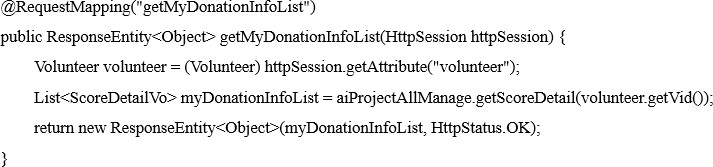 @RequestMapping("getMyDonationInfoList")
public ResponseEntity<Object> getMyDonationInfoList(HttpSession httpSession) {
Volunteer volunteer = (Volunteer) httpSession.getAttribute("volunteer");
List<ScoreDetailVo> myDonationInfoList = aiProjectAllManage.getScoreDetail(volunteer.getVid());
return new ResponseEntity<Object>(myDonationInfoList, HttpStatus.OK);
}